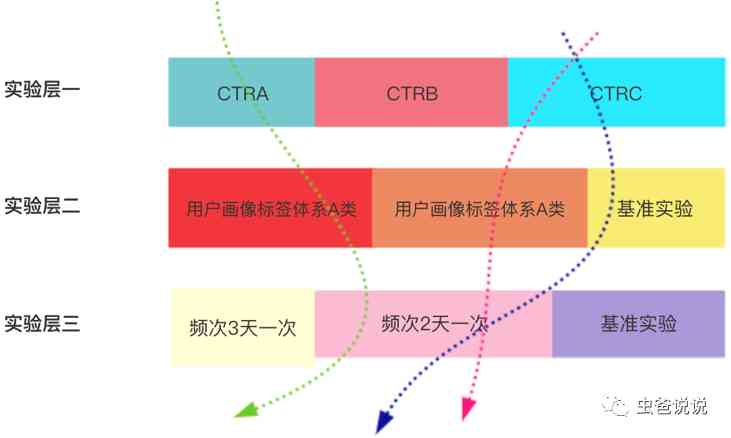 实验层一
CTRA
CTRB
CTRC
实验层二
用户画像标签体系A类
用户画像标签体系A类
基准实验
实验层三
频次3天一次
频次2天一次
基准实验
虫爸说说